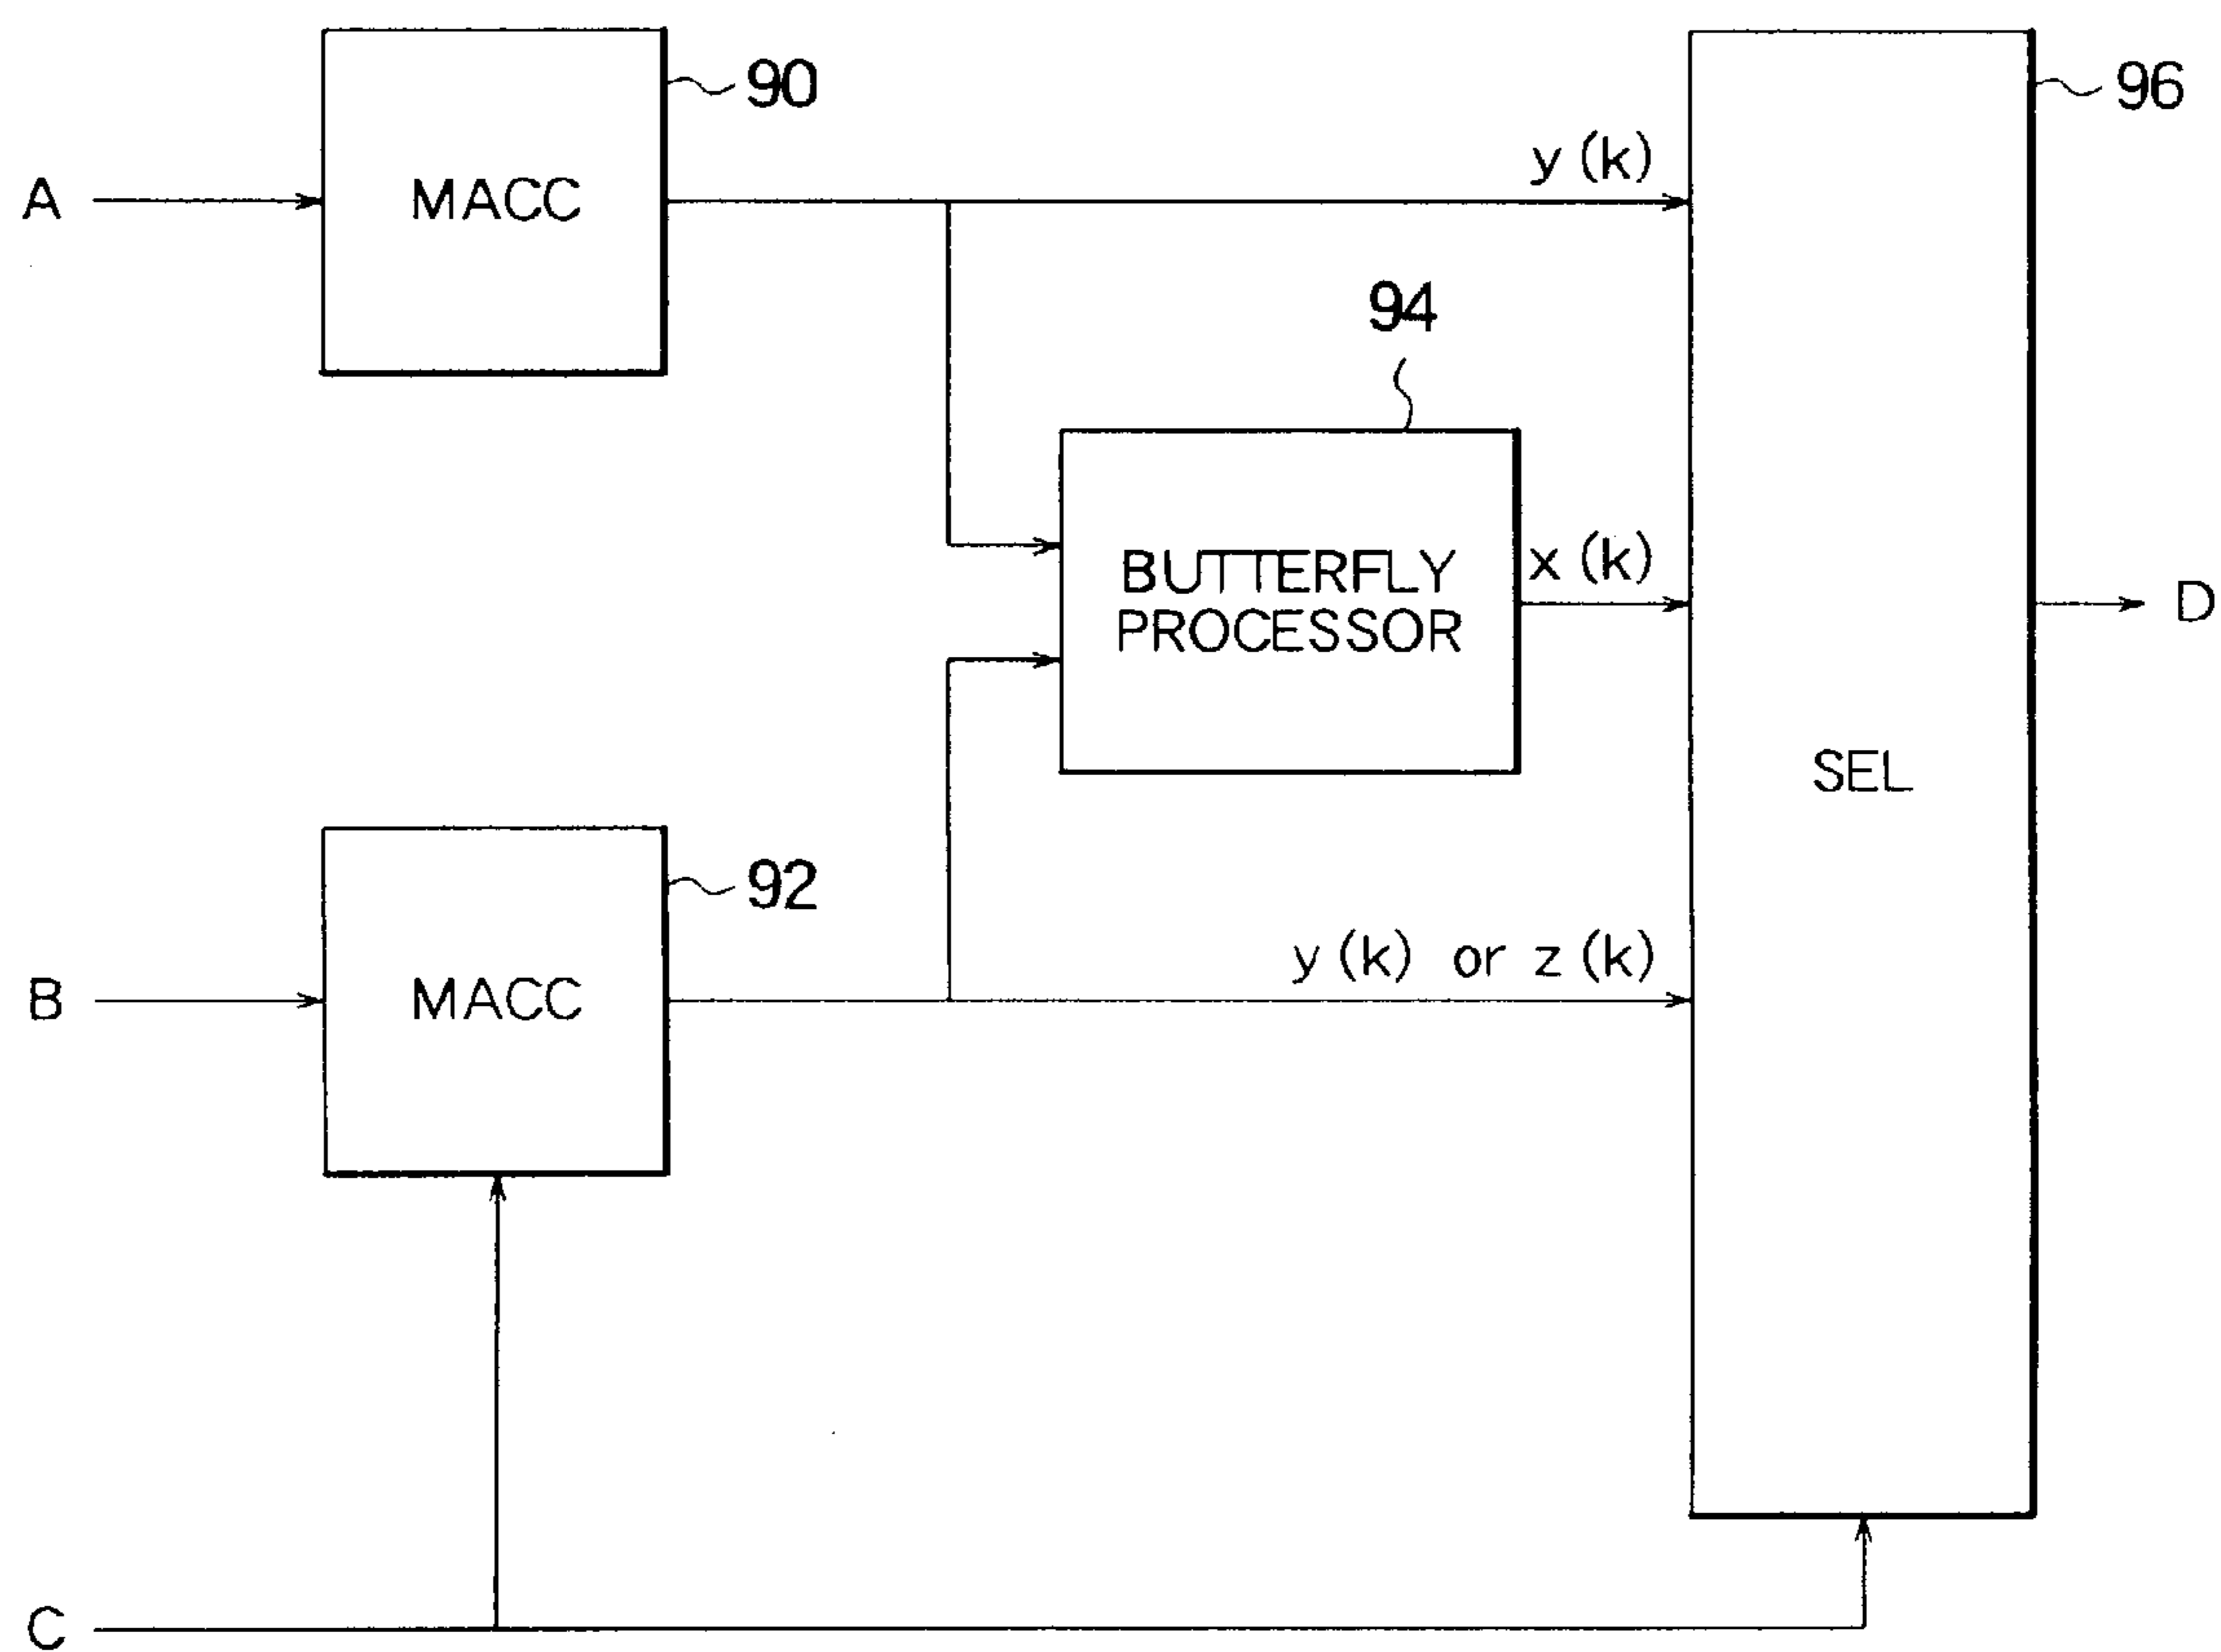 90
96
y (k)
A
MACC
94
BUTTERFLY
PROCESSOR
x (k)
D
SEL
92
y (k) or z (k)
B
MACC
C